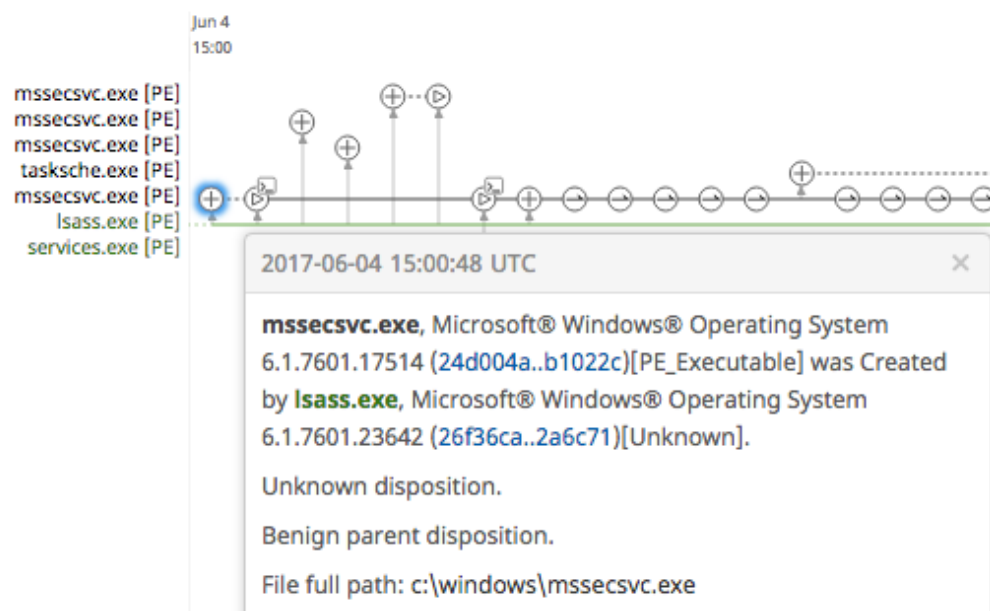 Jun 4
15:00
mssecsvc.exe [PE]
mssecsvc.exe [PE]
mssecsvc.exe [PE]
tasksche.exe [PE]
mssecsvc.exe [PE]
lsass.exe [PE]
services.exe [PE]
2017-06-04 15:00:48 UTC
mssecsvc.exe, Microsoft® Windows® Operating System
6.1.7601.17514 (24d004a..b1022c)[PE_Executable] was Created
by lsass.exe, Microsoft® Windows® Operating System
6.1.7601.23642 (26f36ca..2a6c71)[Unknown].
Unknown disposition.
Benign parent disposition.
File full path: c:\windows\mssecsvc.exe